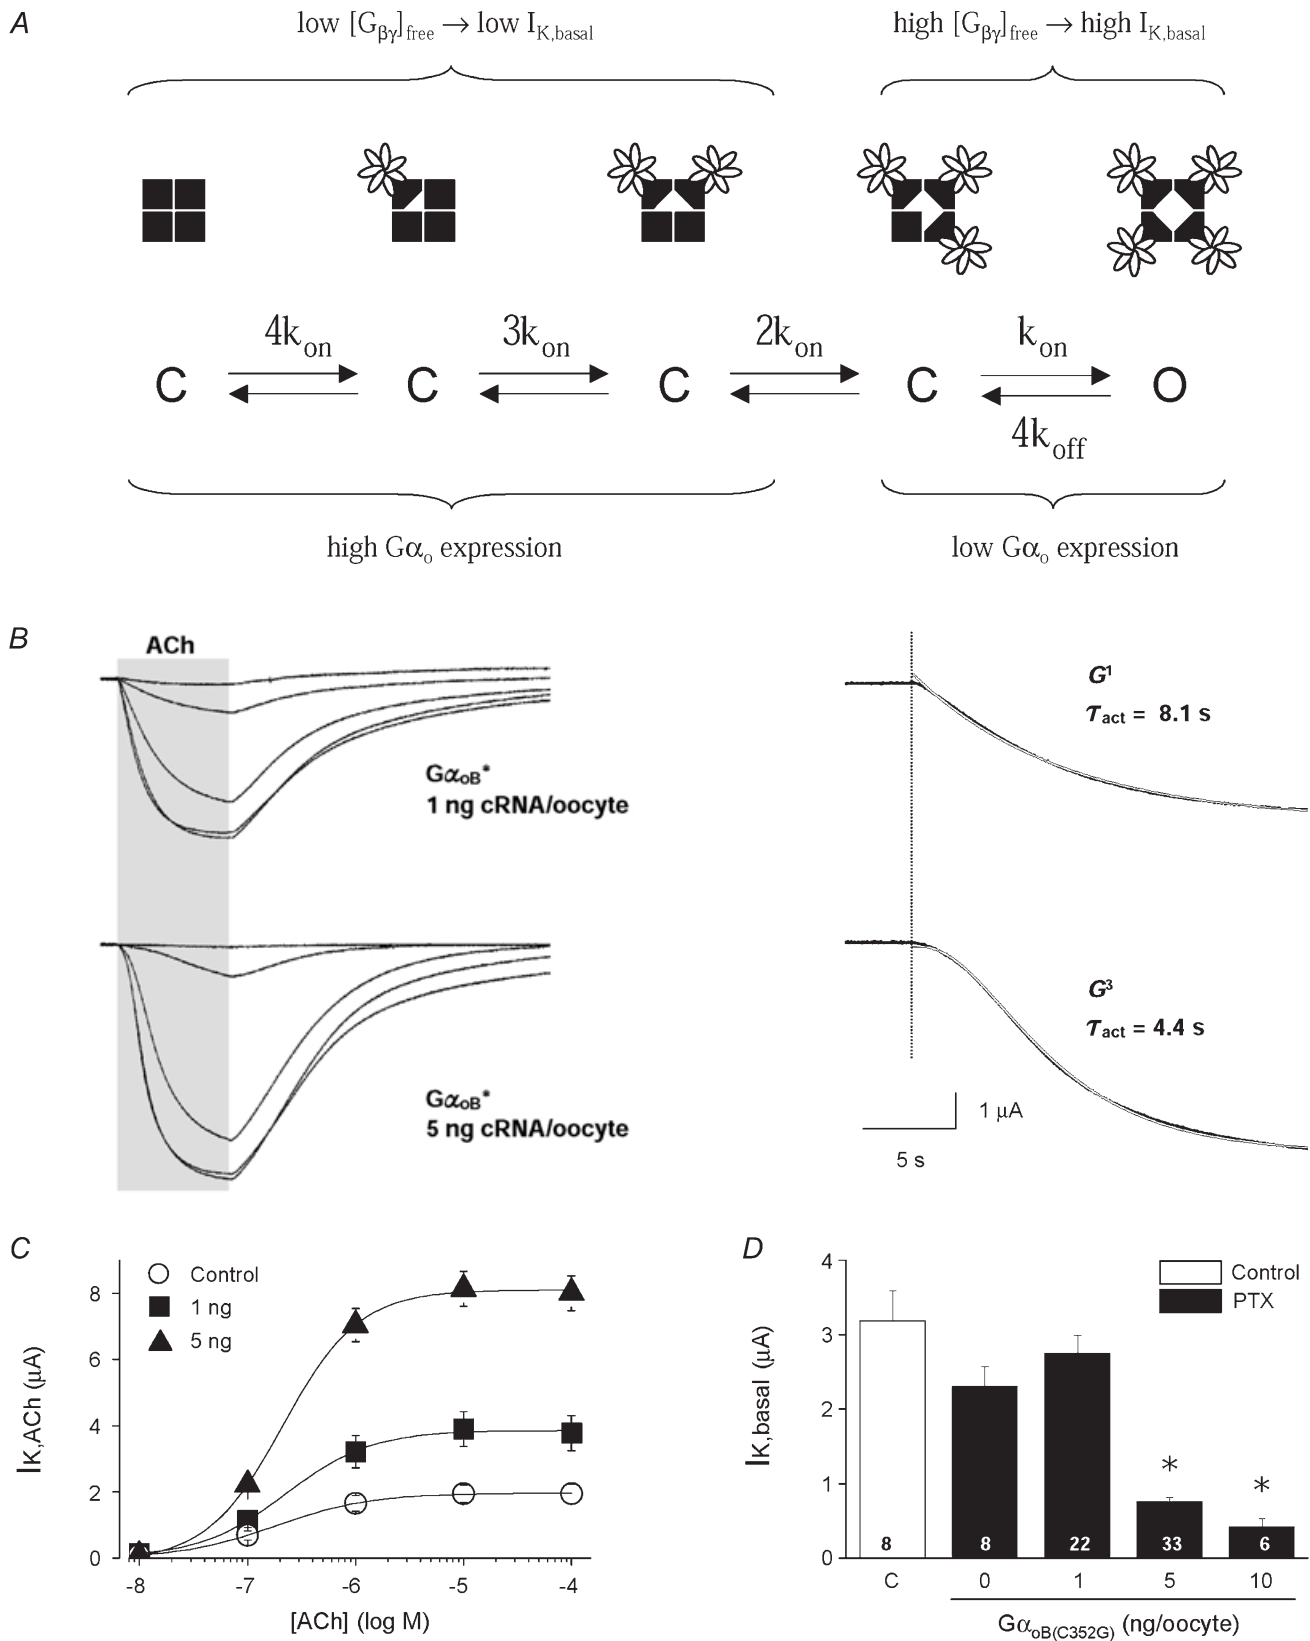 A
low [Gβγ]free → low IK,basal
high [Gβγ]free → high IK,basal
4kon
3kon
2kon
kon
C
C
C
C
O
4koff
high Gαo expression
low Gαo expression
B
ACh
GαoB*
1 ng cRNA/oocyte
G1
τact = 8.1 s
GαoB*
5 ng cRNA/oocyte
G3
τact = 4.4 s
1 μA
5 s
C
Control
1 ng
5 ng
IK,ACh (μA)
8
6
4
2
0
-8
-7
-6
-5
-4
[ACh] (log M)
D
Control
PTX
IK,basal (μA)
4
3
2
1
0
*
*
8
8
22
33
6
C
0
1
5
10
GαoB(C352G) (ng/oocyte)